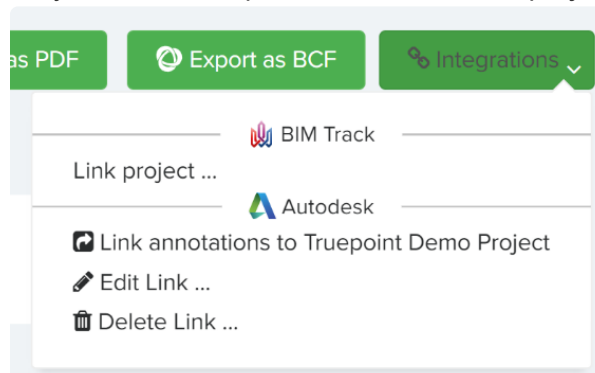 as PDF
Export as BCF
Integrations
BIM Track
Link project ...
Autodesk
Link annotations to Truepoint Demo Project
Edit Link ...
Delete Link ...